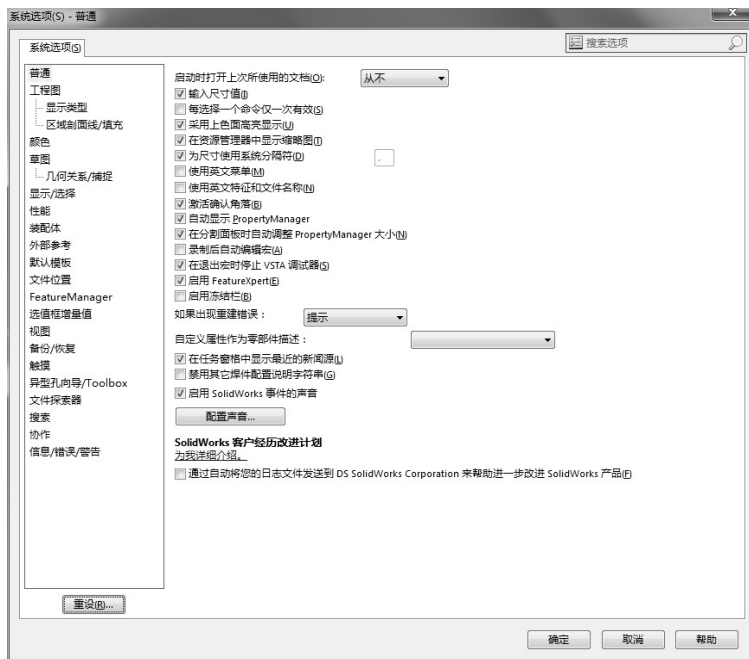 系统选项(S) - 普通
系统选项(S)
搜索选项
普通
工程图
显示类型
区域剖面线/填充
颜色
草图
几何关系/捕捉
显示/选择
性能
装配体
外部参考
默认模板
文件位置
FeatureManager
选值框增量值
视图
备份/恢复
触摸
异型孔向导/Toolbox
文件探索器
搜索
协作
信息/错误/警告
重设(R)...
启动时打开上次所使用的文档(O): 从不
输入尺寸值(I)
每选择一个命令仅一次有效(S)
采用上色面高亮显示(U)
在资源管理器中显示缩略图(T)
为尺寸使用系统分隔符(D) .
使用英文菜单(M)
使用英文特征和文件名称(N)
激活确认角落(B)
自动显示 PropertyManager
在分割面板时自动调整 PropertyManager 大小(N)
录制后自动编辑宏(A)
在退出宏时停止 VSTA 调试器(S)
启用 FeatureXpert(E)
启用冻结栏(B)
如果出现重建错误： 提示
自定义属性作为零部件描述：
在任务窗格中显示最近的新闻源(L)
禁用其它焊件配置说明字符串(G)
启用 SolidWorks 事件的声音
配置声音...
SolidWorks 客户经历改进计划
为我详细介绍。
通过自动将您的日志文件发送到 DS SolidWorks Corporation 来帮助进一步改进 SolidWorks 产品(F)
确定
取消
帮助